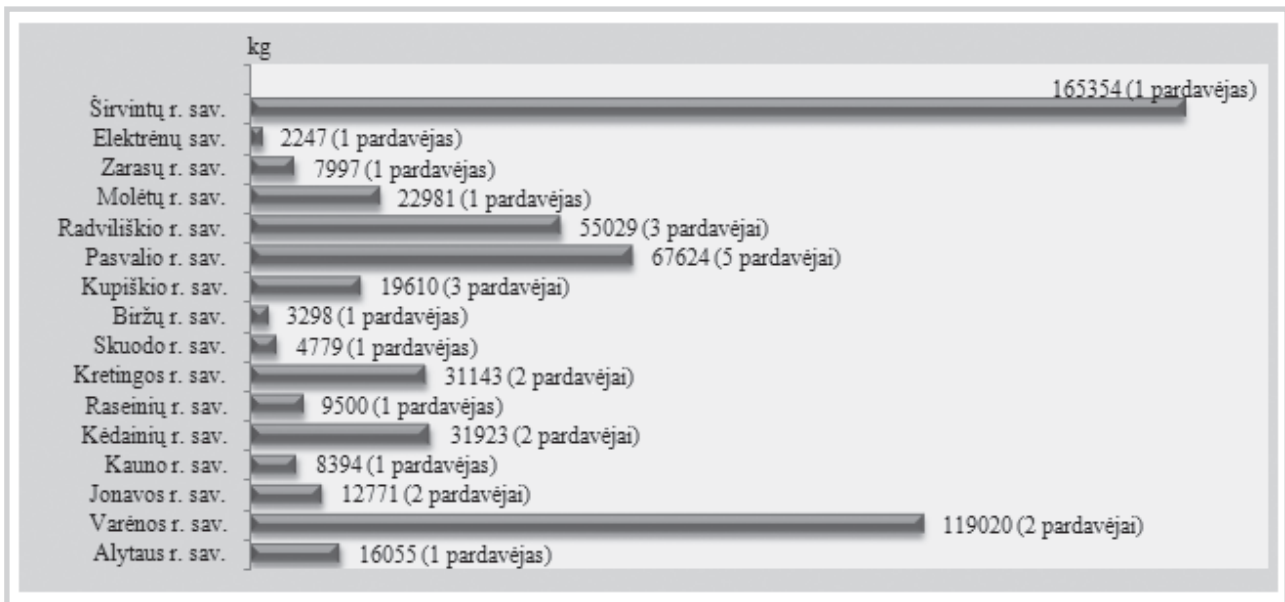 kg
Širvintų r. sav. 165354 (1 pardavėjas)
Elektrėnų sav. 2247 (1 pardavėjas)
Zarasų r. sav. 7997 (1 pardavėjas)
Molėtų r. sav. 22981 (1 pardavėjas)
Radviliškio r. sav. 55029 (3 pardavėjai)
Pasvalio r. sav. 67624 (5 pardavėjai)
Kupiškio r. sav. 19610 (3 pardavėjai)
Biržų r. sav. 3298 (1 pardavėjas)
Skuodo r. sav. 4779 (1 pardavėjas)
Kretingos r. sav. 31143 (2 pardavėjai)
Raseinių r. sav. 9500 (1 pardavėjas)
Kėdainių r. sav. 31923 (2 pardavėjai)
Kauno r. sav. 8394 (1 pardavėjas)
Jonavos r. sav. 12771 (2 pardavėjai)
Varėnos r. sav. 119020 (2 pardavėjai)
Alytaus r. sav. 16055 (1 pardavėjas)